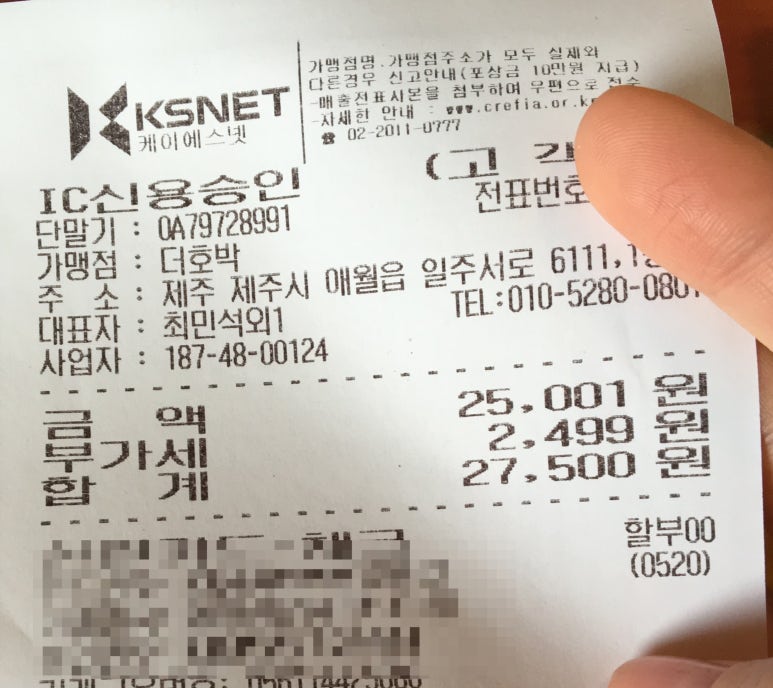 KSNET
케이에스넷
가맹점명.가맹점주소가 모두 실제와
다른경우 신고안내(포상금 10만원 지급)
-매출전표사본을 첨부하여 우편으로 접수
-자세한 안내 : www.crefia.or.k
☎ 02-2011-0777
IC신용승인
(고 객
단말기 : 0A79728991
전표번호
가맹점 : 더호박
주 소 : 제주 제주시 애월읍 일주서로 6111,1
대표자 : 최민석외1
TEL:010-5280-080
사업자 : 187-48-00124
금 액 25,001 원
부가세 2,499 원
합 계 27,500 원
할부00
(0520)